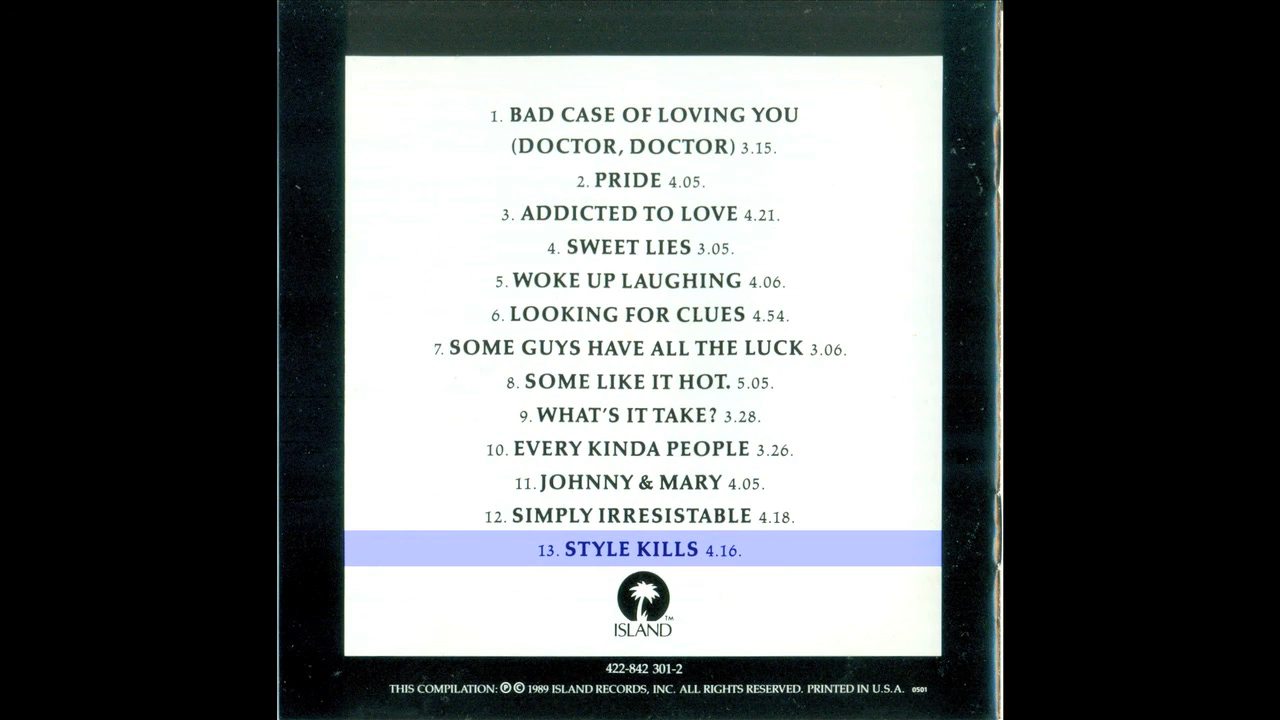 1. BAD CASE OF LOVING YOU
(DOCTOR, DOCTOR) 3.15.
2. PRIDE 4.05.
3. ADDICTED TO LOVE 4.21.
4. SWEET LIES 3.05.
5. WOKE UP LAUGHING 4.06.
6. LOOKING FOR CLUES 4.54.
7. SOME GUYS HAVE ALL THE LUCK 3.06.
8. SOME LIKE IT HOT. 5.05.
9. WHAT'S IT TAKE? 3.28.
10. EVERY KINDA PEOPLE 3.26.
11. JOHNNY & MARY 4.05.
12. SIMPLY IRRESISTABLE 4.18.
13. STYLE KILLS 4.16.
TM
ISLAND
422-842 301-2
THIS COMPILATION: ℗ © 1989 ISLAND RECORDS, INC. ALL RIGHTS RESERVED. PRINTED IN U.S.A. 0501